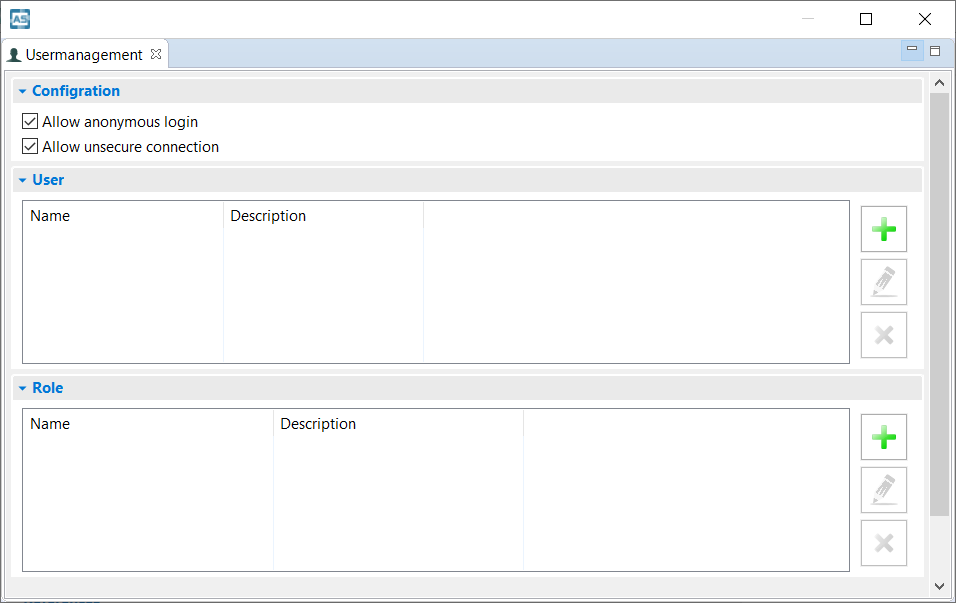 AS
Usermanagement
Configration
Allow anonymous login
Allow unsecure connection
User
Name Description
Role
Name Description